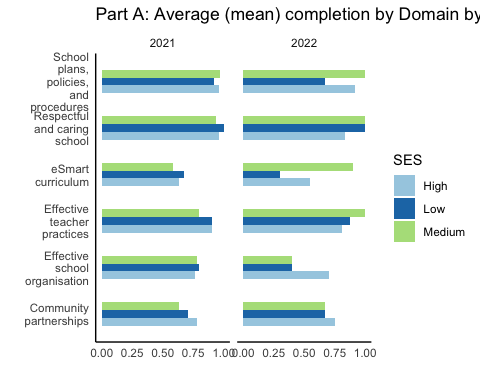 Part A: Average (mean) completion by Domain by
2021
2022
School
plans,
policies,
and
procedures
Respectful
and caring
school
eSmart
curriculum
Effective
teacher
practices
Effective
school
organisation
Community
partnerships
0.00 0.25 0.50 0.75 1.00
0.00 0.25 0.50 0.75 1.00
SES
High
Low
Medium